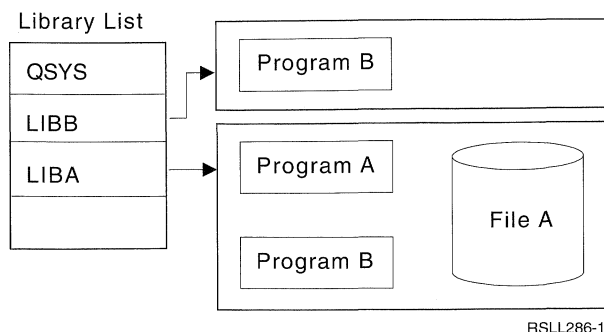 Library List
QSYS
LIBB
LIBA
Program B
Program A
Program B
File A
RSLL286-1